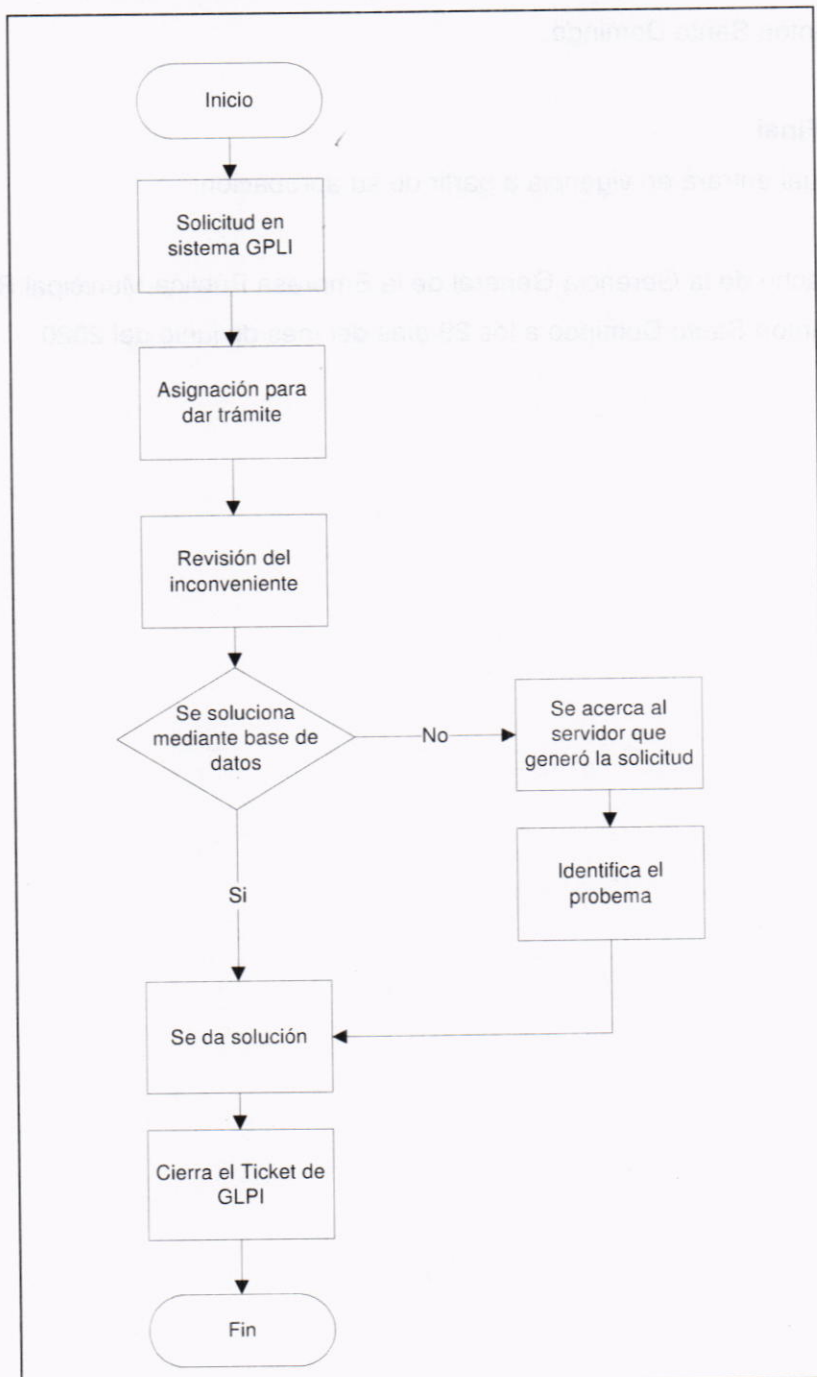 Inicio
Solicitud en
sistema GPLI
Asignación para
dar trámite
Revisión del
inconveniente
Se soluciona
mediante base de
datos
No
Se acerca al
servidor que
generó la solicitud
Identifica el
probema
Si
Se da solución
Cierra el Ticket de
GLPI
Fin